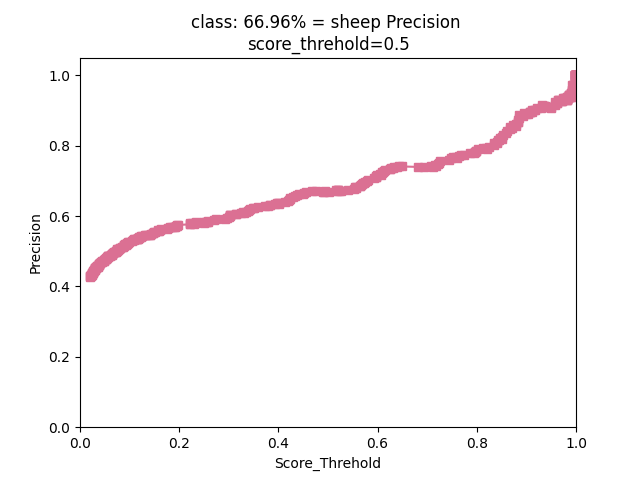 class: 66.96% = sheep Precision
score_threhold=0.5
Precision
1.0
0.8
0.6
0.4
0.2
0.0
0.0 0.2 0.4 0.6 0.8 1.0
Score_Threhold